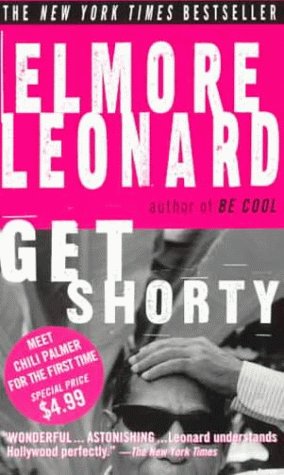 THE NEW YORK TIMES BESTSELLER
ELMORE
LEONARD
author of BE COOL
GET
SHORTY
MEET
CHILI PALMER
FOR THE FIRST TIME
SPECIAL PRICE
$4.99
"WONDERFUL ... ASTONISHING ... Leonard understands
Hollywood perfectly." —The New York Times